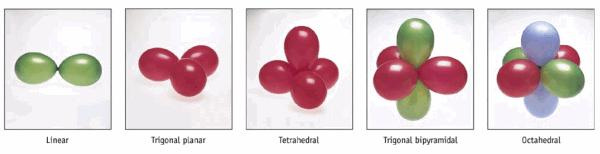 Linear
Trigonal planar
Tetrahedral
Trigonal bipyramidal
Octahedral